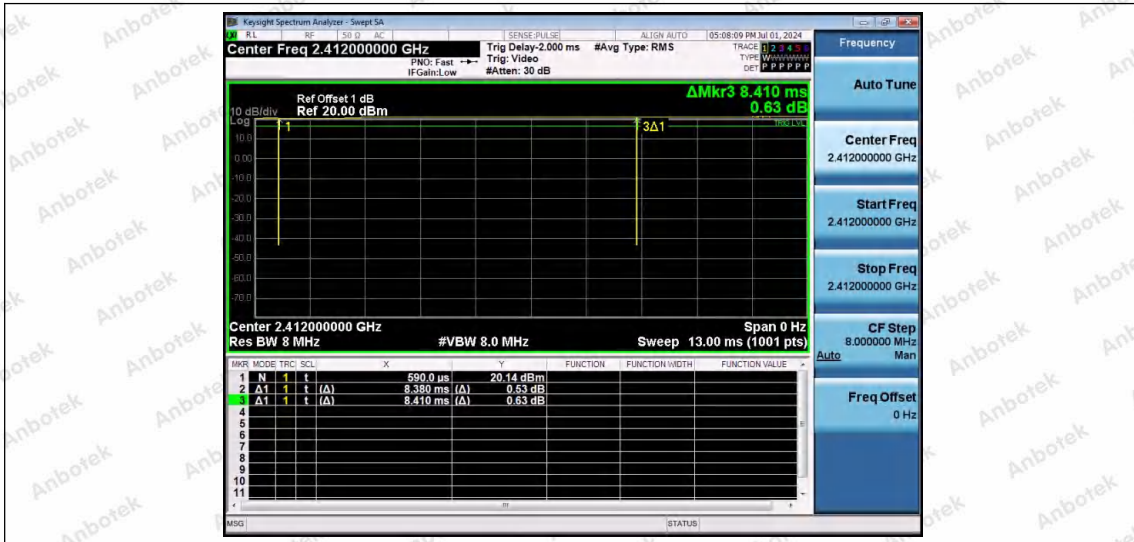 Keysight Spectrum Analyzer - Swept SA
RL RF 50 Ω AC SENSE:PULSE ALIGN AUTO 05:08:09 PM Jul 01, 2024
Center Freq 2.412000000 GHz
PNO: Fast
IFGain:Low
Trig Delay-2.000 ms
Trig: Video
#Atten: 30 dB
#Avg Type: RMS
TRACE 1 2 3 4 5 6
TYPE WWWWWW
DET P P P P P P
ΔMkr3 8.410 ms
0.63 dB
Ref Offset 1 dB
10 dB/div Ref 20.00 dBm
Log
1
3Δ1
TRIG LVL
10.0
0.00
-10.0
-20.0
-30.0
-40.0
-50.0
-60.0
-70.0
Center 2.412000000 GHz Span 0 Hz
Res BW 8 MHz #VBW 8.0 MHz Sweep 13.00 ms (1001 pts)
MKR MODE TRC SCL X Y FUNCTION FUNCTION WIDTH FUNCTION VALUE
1 N 1 t 590.0 µs 20.14 dBm
2 Δ1 1 t (Δ) 8.380 ms (Δ) 0.53 dB
3 Δ1 1 t (Δ) 8.410 ms (Δ) 0.63 dB
4
5
6
7
8
9
10
11
MSG STATUS
Frequency
Auto Tune
Center Freq
2.412000000 GHz
Start Freq
2.412000000 GHz
Stop Freq
2.412000000 GHz
CF Step
8.000000 MHz
Auto Man
Freq Offset
0 Hz
Anbotek